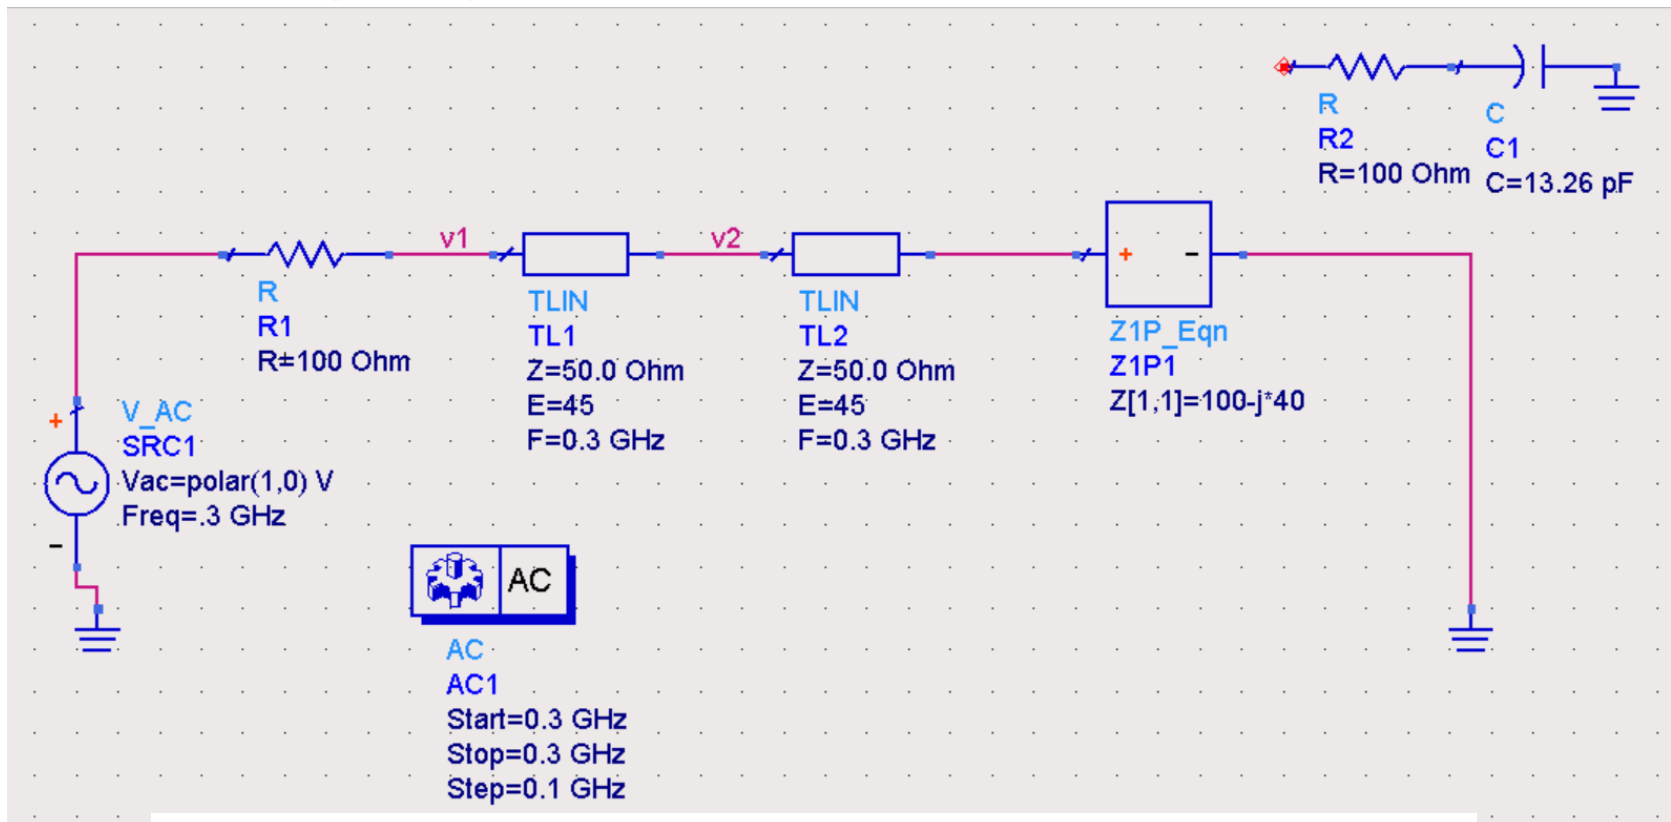 R
R2
R=100 Ohm
C
C1
C=13.26 pF
v1
v2
R
R1
R=100 Ohm
TLIN
TL1
Z=50.0 Ohm
E=45
F=0.3 GHz
TLIN
TL2
Z=50.0 Ohm
E=45
F=0.3 GHz
+ -
Z1P_Eqn
Z1P1
Z[1,1]=100-j*40
+
V_AC
SRC1
Vac=polar(1,0) V
Freq=.3 GHz
-
AC
AC
AC1
Start=0.3 GHz
Stop=0.3 GHz
Step=0.1 GHz